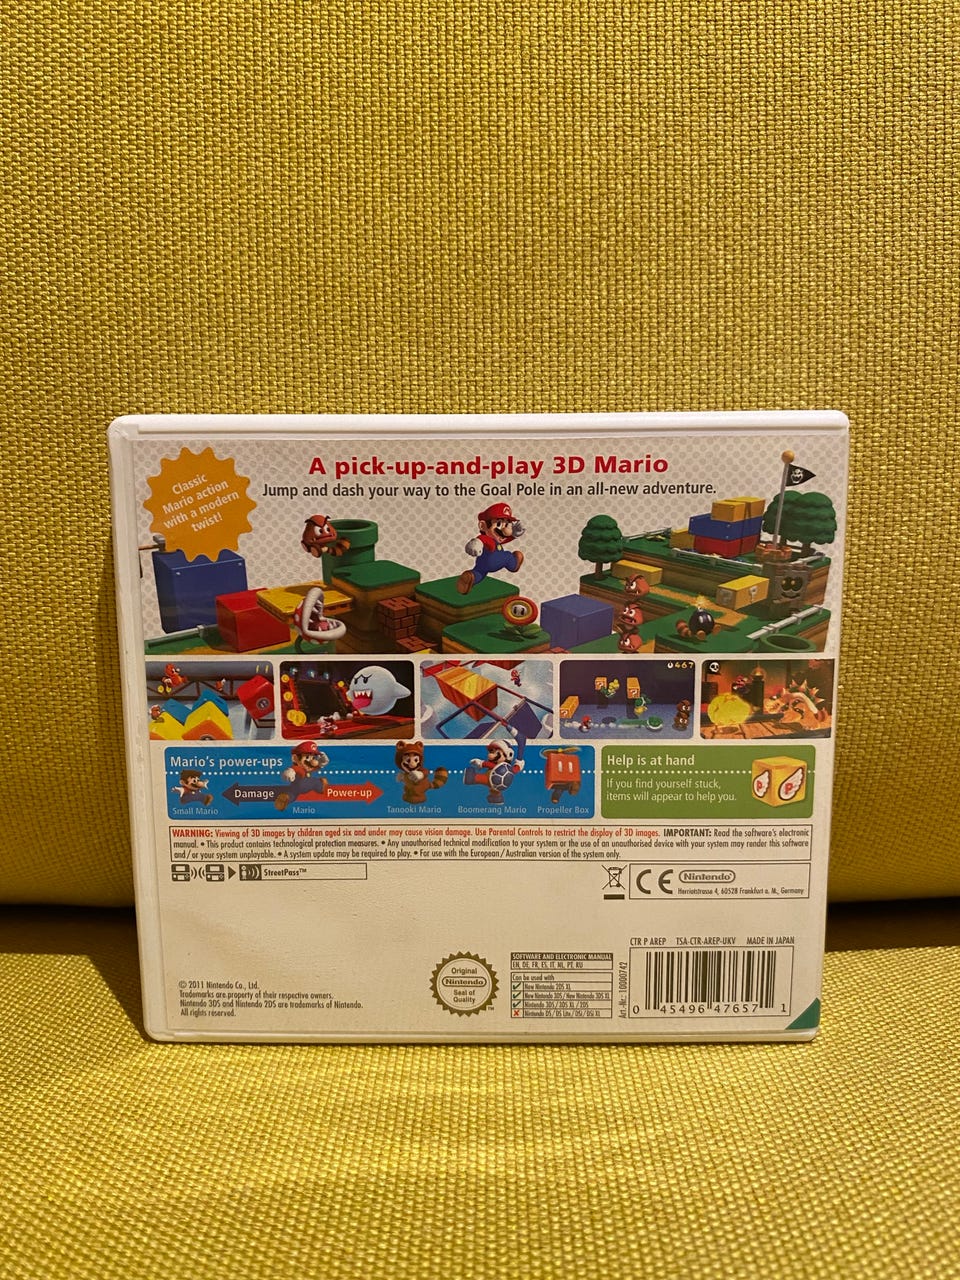 Classic
Mario action
with a modern
twist!
A pick-up-and-play 3D Mario
Jump and dash your way to the Goal Pole in an all-new adventure.
467
Mario's power-ups
Small Mario
Damage
Mario
Power-up
Tanooki Mario
Boomerang Mario
Propeller Box
Help is at hand
If you find yourself stuck,
items will appear to help you.
P P
WARNING: Viewing of 3D images by children aged six and under may cause vision damage. Use Parental Controls to restrict the display of 3D images. IMPORTANT: Read the software's electronic
manual. • This product contains technological protection measures. • Any unauthorised technical modification to your system or the use of an unauthorised device with your system may render this software
and/or your system unplayable. • A system update may be required to play. • For use with the European/Australian version of the system only.
StreetPass™
CE
Nintendo®
Herriotstrasse 4, 60528 Frankfurt a. M., Germany
CTR P AREP TSA-CTR-AREP-UKV MADE IN JAPAN
© 2011 Nintendo Co., Ltd.
Trademarks are property of their respective owners.
Nintendo 3DS and Nintendo 2DS are trademarks of Nintendo.
All rights reserved.
Original
Nintendo®
Seal of
Quality
TM
SOFTWARE AND ELECTRONIC MANUAL
EN, DE, FR, ES, IT, NL, PT, RU
Can be used with
New Nintendo 2DS XL
New Nintendo 3DS / New Nintendo 3DS XL
Nintendo 3DS / 3DS XL / 2DS
Nintendo DS / DS Lite / DSi / DSi XL
Art.-Nr.: 10000742
0 45496 47657 1